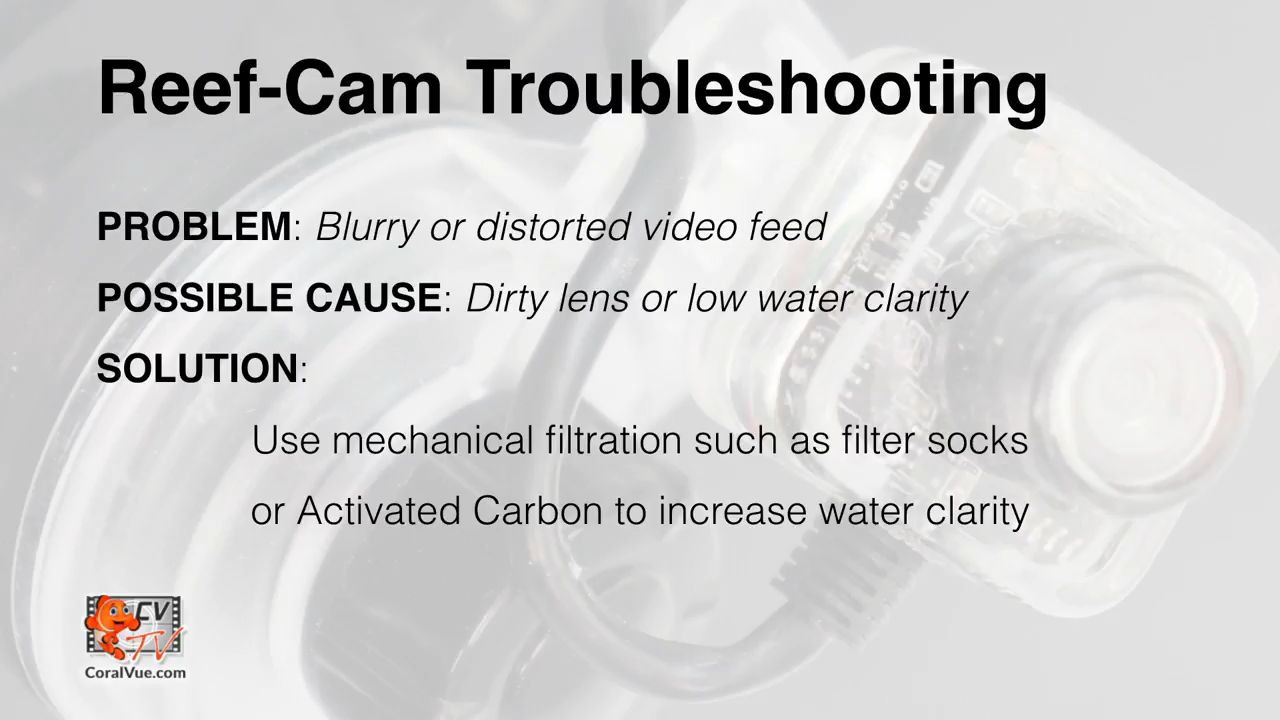 Reef-Cam Troubleshooting
PROBLEM: Blurry or distorted video feed
POSSIBLE CAUSE: Dirty lens or low water clarity
SOLUTION:
Use mechanical filtration such as filter socks
or Activated Carbon to increase water clarity
CV
TV
CoralVue.com